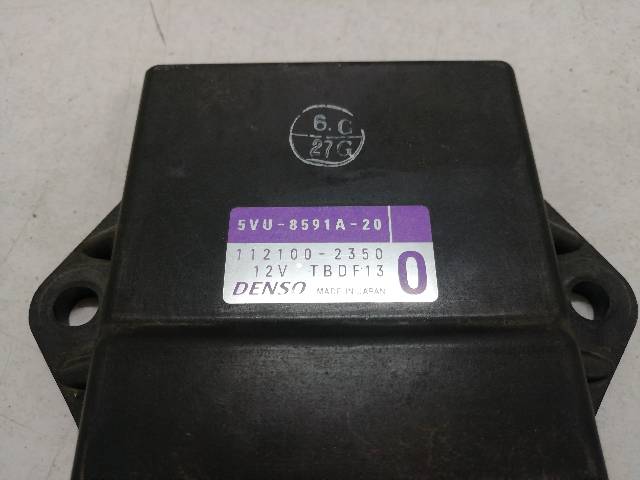 6.C
27G
5VU-8591A-20
112100-2350
12V TBDF13
0
DENSO MADE IN JAPAN